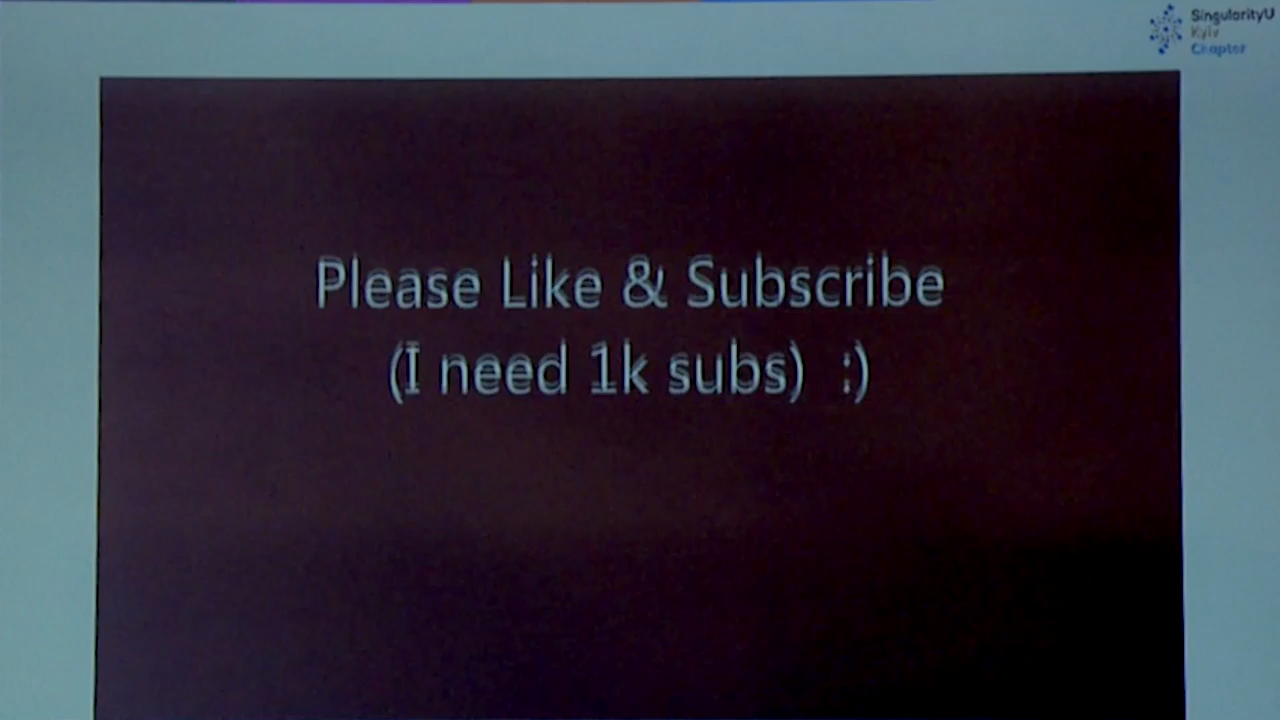 SingularityU
Kyiv
Chapter
Please Like & Subscribe
(I need 1k subs) :)